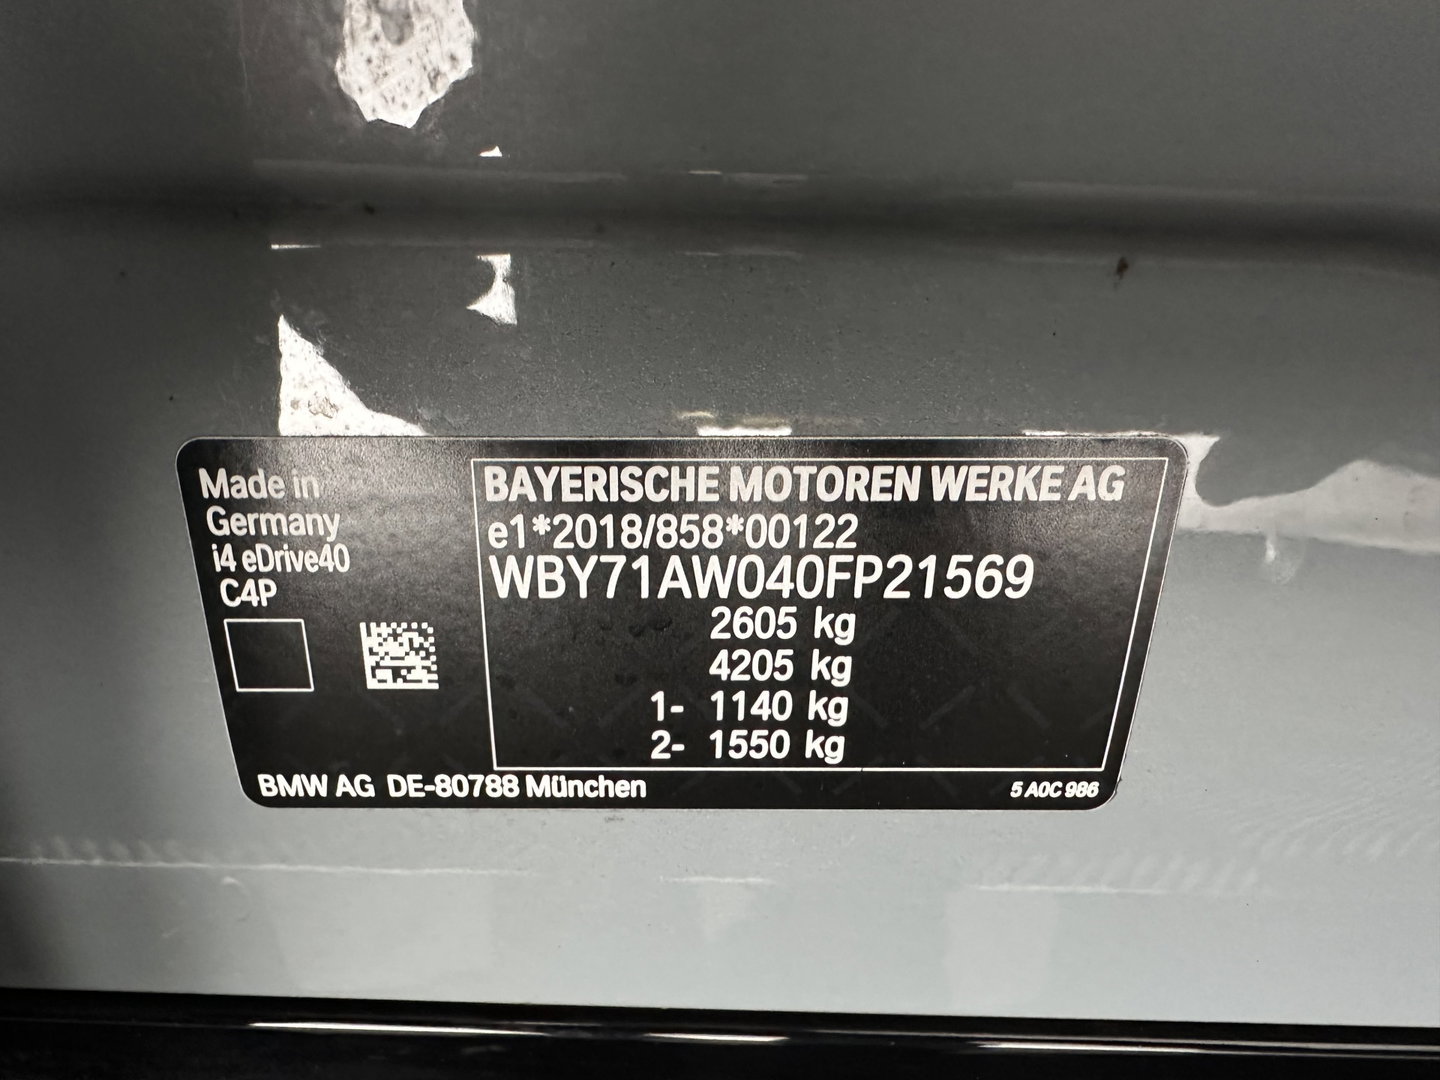 Made in
Germany
i4 eDrive40
C4P
BAYERISCHE MOTOREN WERKE AG
e1*2018/858*00122
WBY71AW040FP21569
2605 kg
4205 kg
1- 1140 kg
2- 1550 kg
BMW AG DE-80788 München
5 A0C 986